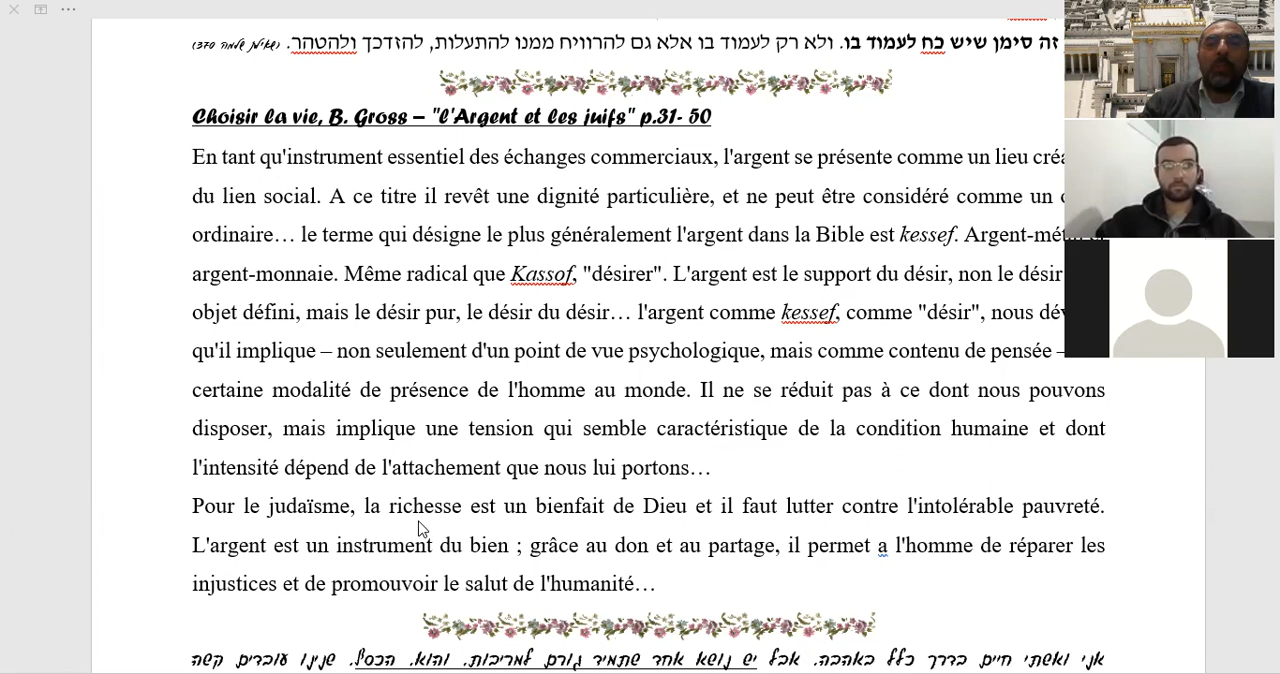 זה סימן שיש כח לעמוד בו. ולא רק לעמוד בו אלא גם להרוויח ממנו להתעלות, להזדכך ולהטהר. (שאילת שלמה 370)
Choisir la vie, B. Gross – "l'Argent et les juifs" p.31- 50
En tant qu'instrument essentiel des échanges commerciaux, l'argent se présente comme un lieu
du lien social. A ce titre il revêt une dignité particulière, et ne peut être considéré comme un
ordinaire… le terme qui désigne le plus généralement l'argent dans la Bible est kessef.
argent-monnaie. Même radical que Kassof, "désirer". L'argent est le support du désir, non le désir
objet défini, mais le désir pur, le désir du désir… l'argent comme kessef, comme "désir", nous
qu'il implique – non seulement d'un point de vue psychologique, mais comme contenu de pensée –
certaine modalité de présence de l'homme au monde. Il ne se réduit pas à ce dont nous pouvons
disposer, mais implique une tension qui semble caractéristique de la condition humaine et dont
l'intensité dépend de l'attachement que nous lui portons…
Pour le judaïsme, la richesse est un bienfait de Dieu et il faut lutter contre l'intolérable pauvreté.
L'argent est un instrument du bien ; grâce au don et au partage, il permet a l'homme de réparer les
injustices et de promouvoir le salut de l'humanité…
אני ואשתי חיים בדרך כלל באהבה. אבל יש נושא אחד שתמיד גורם למריבות. והוא. הכסף. שנינו עובדים קשה